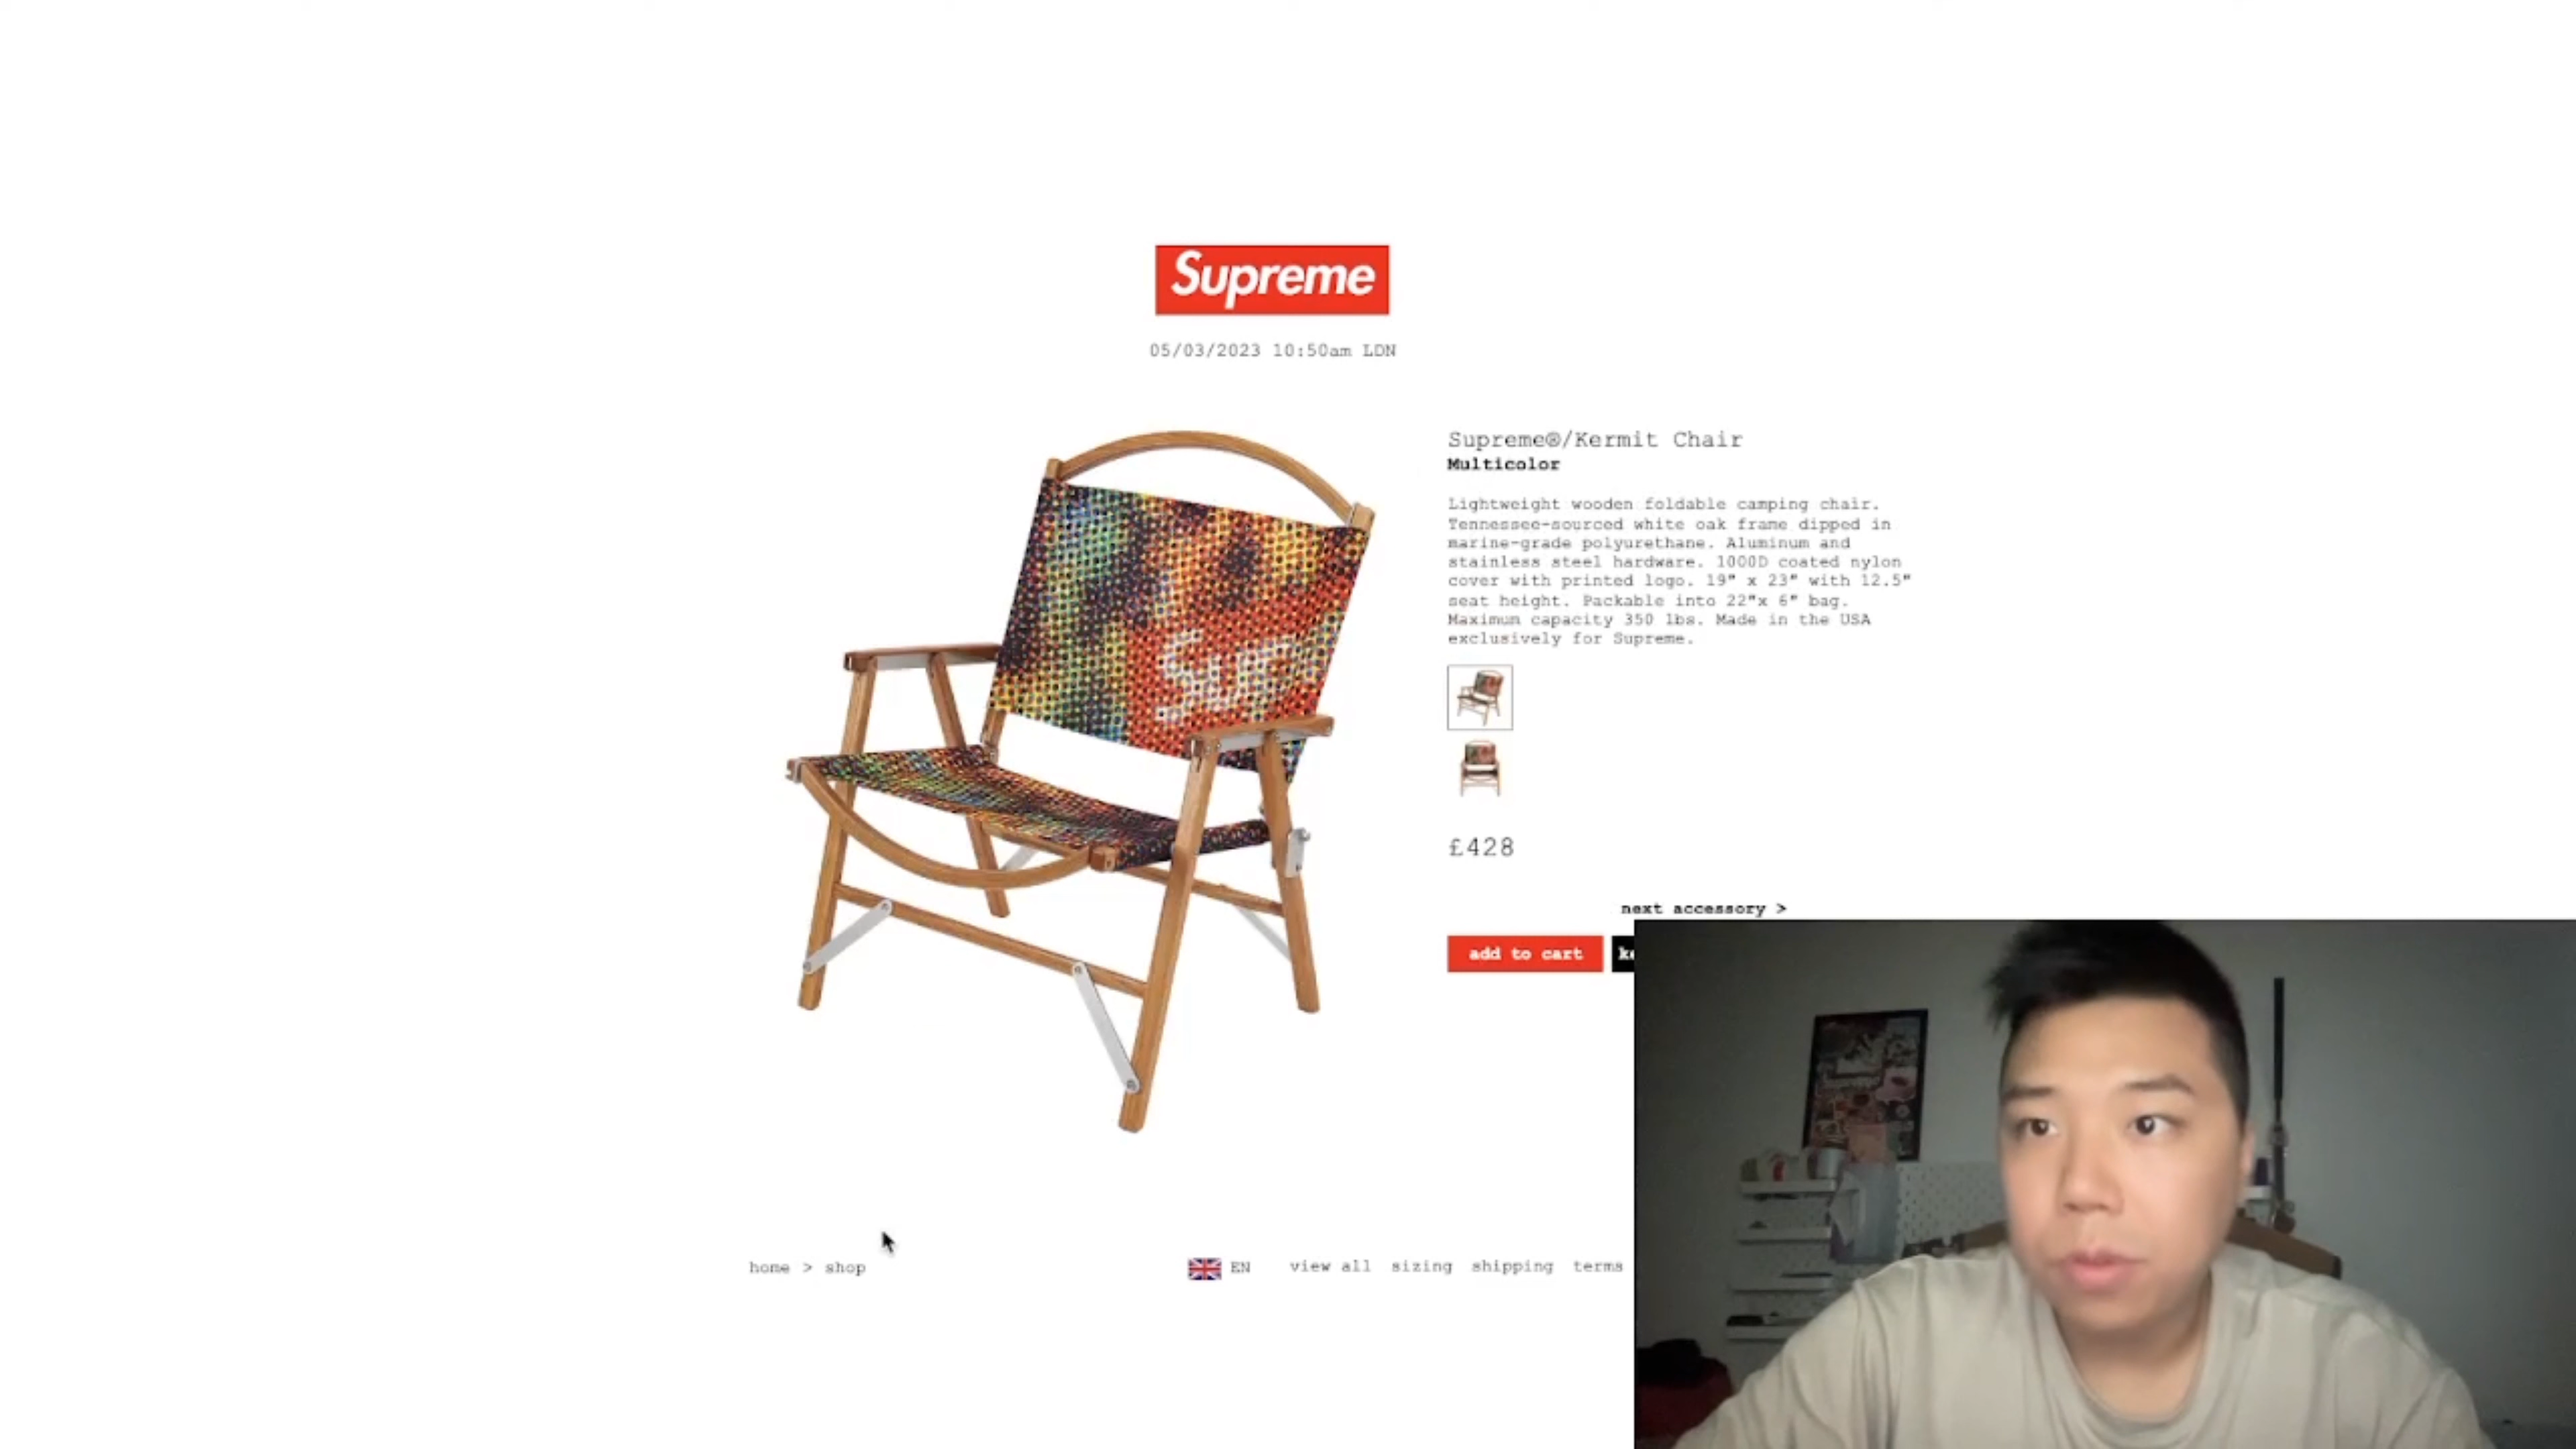 Supreme
05/03/2023 10:50am LDN
Supreme®/Kermit Chair
Multicolor
Lightweight wooden foldable camping chair.
Tennessee-sourced white oak frame dipped in
marine-grade polyurethane. Aluminum and
stainless steel hardware. 1000D coated nylon
cover with printed logo. 19" x 23" with 12.5"
seat height. Packable into 22"x 6" bag.
Maximum capacity 350 lbs. Made in the USA
exclusively for Supreme.
Sup
£428
next accessory >
add to cart
home > shop
EN view all sizing shipping terms